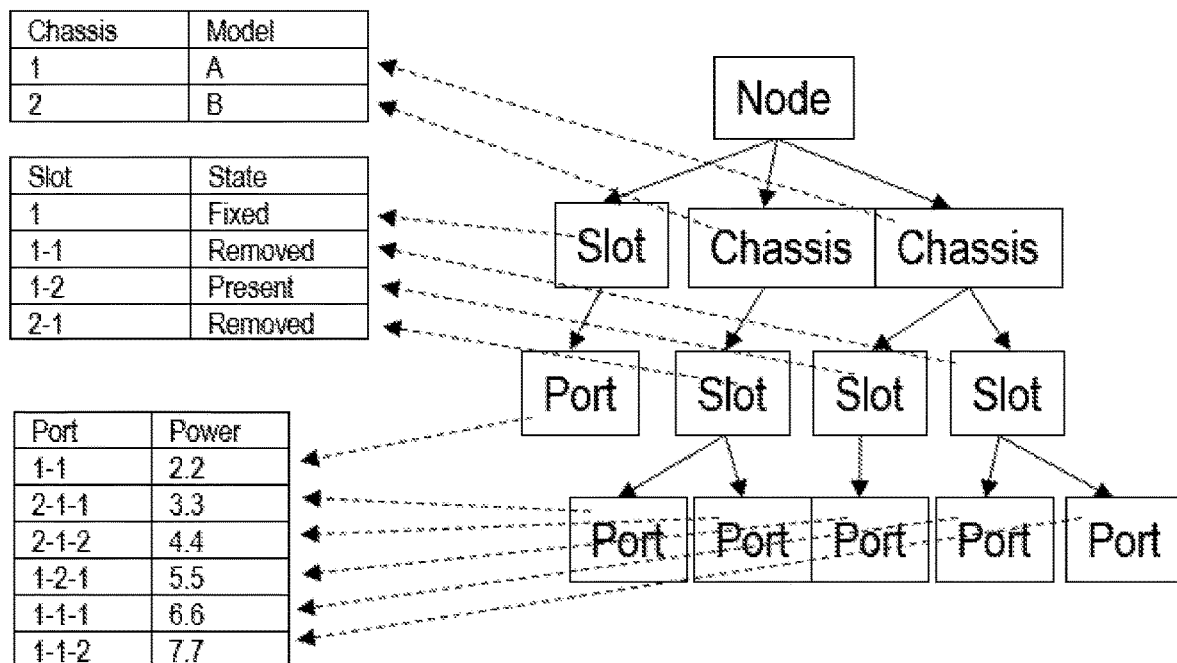 Chassis Model
1 A
2 B
Slot State
1 Fixed
1-1 Removed
1-2 Present
2-1 Removed
Port Power
1-1 2.2
2-1-1 3.3
2-1-2 4.4
1-2-1 5.5
1-1-1 6.6
1-1-2 7.7
Node
Slot Chassis Chassis
Port Slot Slot Slot
Port Port Port Port Port